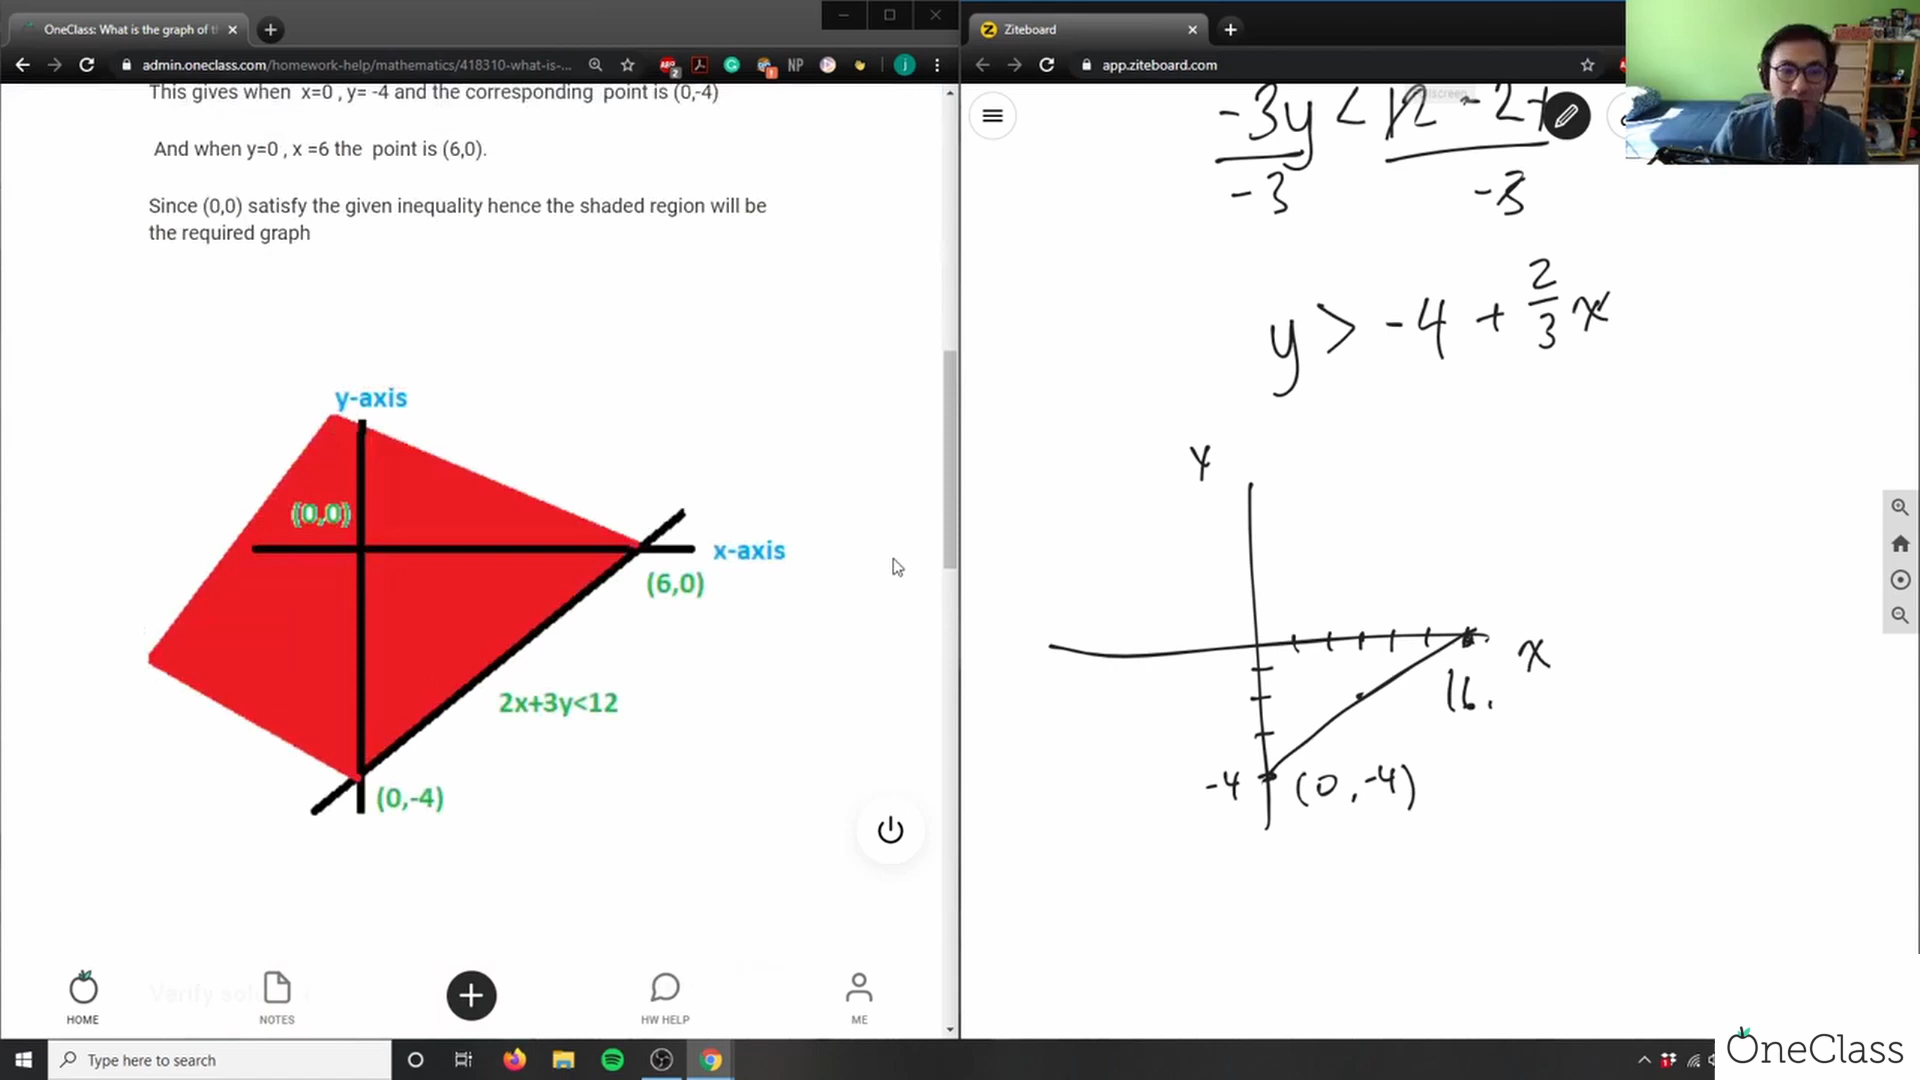 OneClass: What is the graph of t
Ziteboard
admin.oneclass.com/homework-help/mathematics/418310-what-is-...
NP
j
app.ziteboard.com
This gives when x=0 , y= -4 and the corresponding point is (0,-4)
And when y=0 , x =6 the point is (6,0).
Since (0,0) satisfy the given inequality hence the shaded region will be
the required graph
y-axis
(0,0)
x-axis
(6,0)
2x+3y<12
(0,-4)
HOME
NOTES
HW HELP
ME
-3y < 12 - 2x
-3 -3
y > -4 + 2/3 x
y
x
16.
-4 (0, -4)
Type here to search
OneClass